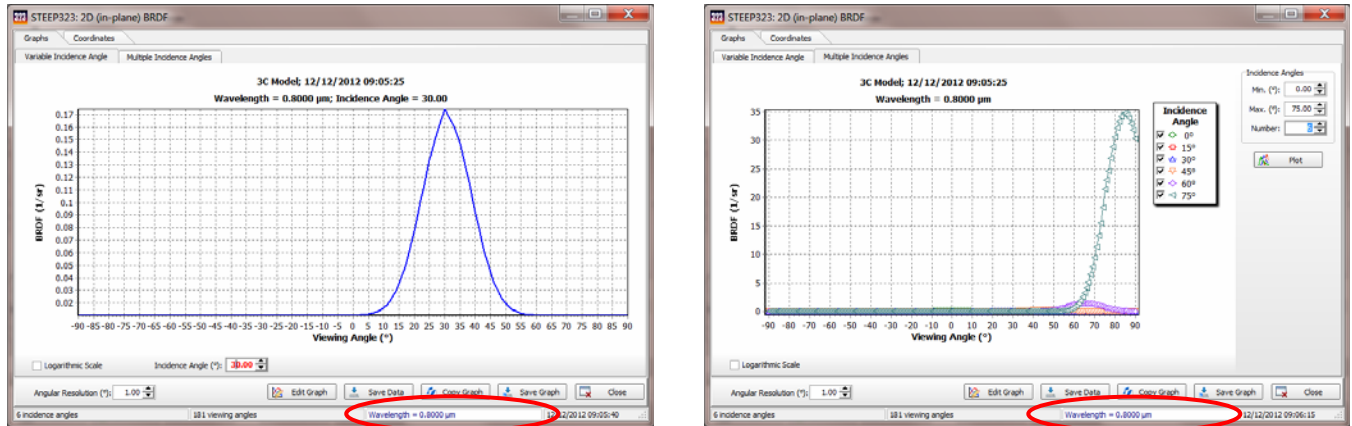 STEEP323: 2D (in-plane) BRDF
Graphs Coordinates
Variable Incidence Angle Multiple Incidence Angles
3C Model; 12/12/2012 09:05:25
Wavelength = 0.8000 µm; Incidence Angle = 30.00
BRDF (1/sr)
0.17
0.16
0.15
0.14
0.13
0.12
0.11
0.1
0.09
0.08
0.07
0.06
0.05
0.04
0.03
0.02
-90 -85 -80 -75 -70 -65 -60 -55 -50 -45 -40 -35 -30 -25 -20 -15 -10 -5 0 5 10 15 20 25 30 35 40 45 50 55 60 65 70 75 80 85 90
Viewing Angle (°)
Logarithmic Scale Incidence Angle (°): 30.00
Angular Resolution (°): 1.00 Edit Graph Save Data Copy Graph Save Graph Close
6 incidence angles 181 viewing angles Wavelength = 0.8000 µm 12/12/2012 09:05:40
STEEP323: 2D (in-plane) BRDF
Graphs Coordinates
Variable Incidence Angle Multiple Incidence Angles
3C Model; 12/12/2012 09:05:25
Wavelength = 0.8000 µm
BRDF (1/sr)
35
30
25
20
15
10
5
0
-90 -80 -70 -60 -50 -40 -30 -20 -10 0 10 20 30 40 50 60 70 80 90
Viewing Angle (°)
Incidence
Angle
0º
15º
30º
45º
60º
75º
Incidence Angles
Min. (°): 0.00
Max. (°): 75.00
Number: 6
Plot
Logarithmic Scale
Angular Resolution (°): 1.00 Edit Graph Save Data Copy Graph Save Graph Close
6 incidence angles 181 viewing angles Wavelength = 0.8000 µm 12/12/2012 09:06:15